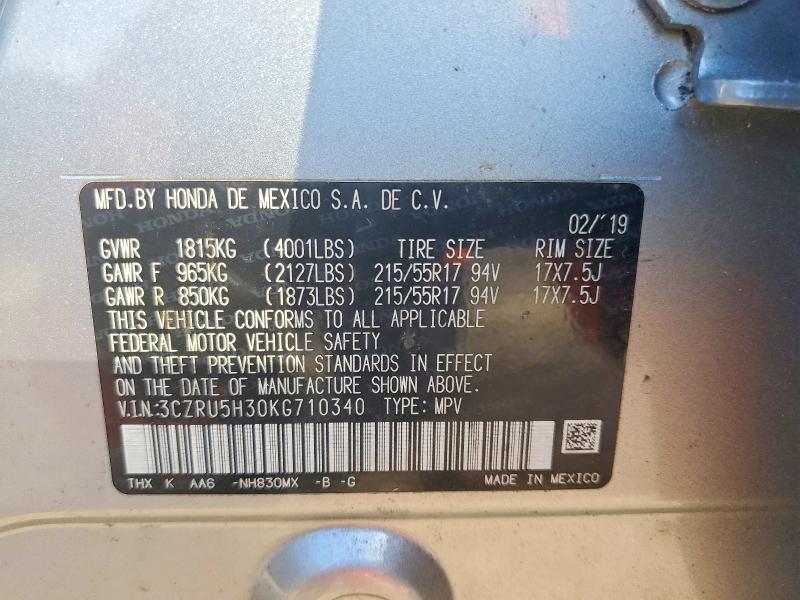 MFD.BY HONDA DE MEXICO S.A. DE C.V.
02/'19
GVWR 1815KG (4001LBS) TIRE SIZE RIM SIZE
GAWR F 965KG (2127LBS) 215/55R17 94V 17X7.5J
GAWR R 850KG (1873LBS) 215/55R17 94V 17X7.5J
THIS VEHICLE CONFORMS TO ALL APPLICABLE
FEDERAL MOTOR VEHICLE SAFETY
AND THEFT PREVENTION STANDARDS IN EFFECT
ON THE DATE OF MANUFACTURE SHOWN ABOVE.
V.I.N.:3CZRU5H30KG710340 TYPE: MPV
THX K AA6 -NH830MX -B -G MADE IN MEXICO